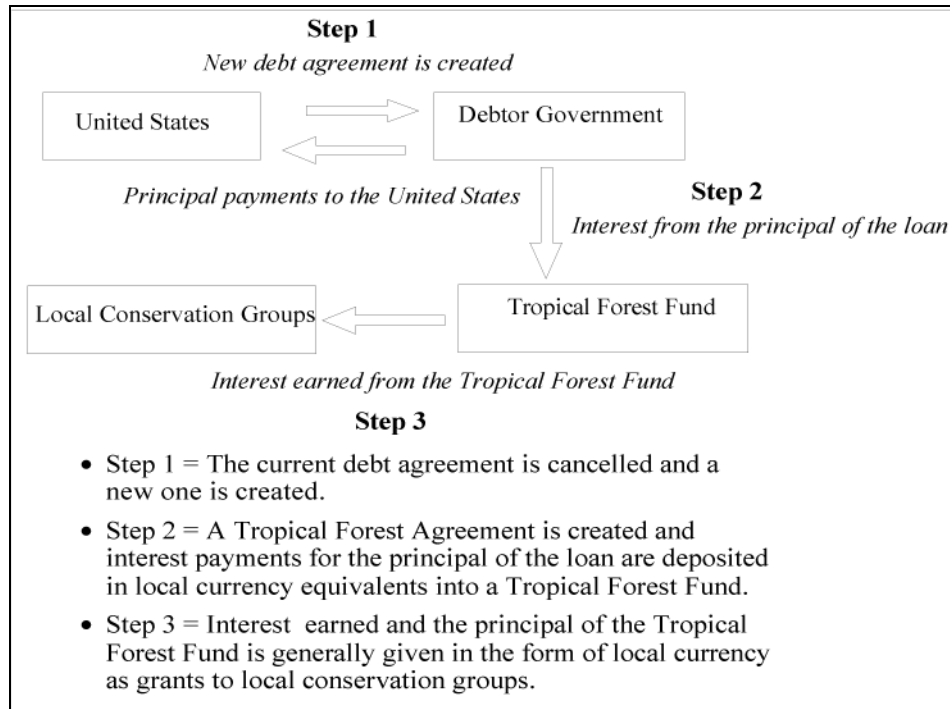 Step 1
New debt agreement is created
United States
Debtor Government
Principal payments to the United States
Step 2
Interest from the principal of the loan
Local Conservation Groups
Tropical Forest Fund
Interest earned from the Tropical Forest Fund
Step 3
• Step 1 = The current debt agreement is cancelled and a
new one is created.
• Step 2 = A Tropical Forest Agreement is created and
interest payments for the principal of the loan are deposited
in local currency equivalents into a Tropical Forest Fund.
• Step 3 = Interest earned and the principal of the Tropical
Forest Fund is generally given in the form of local currency
as grants to local conservation groups.